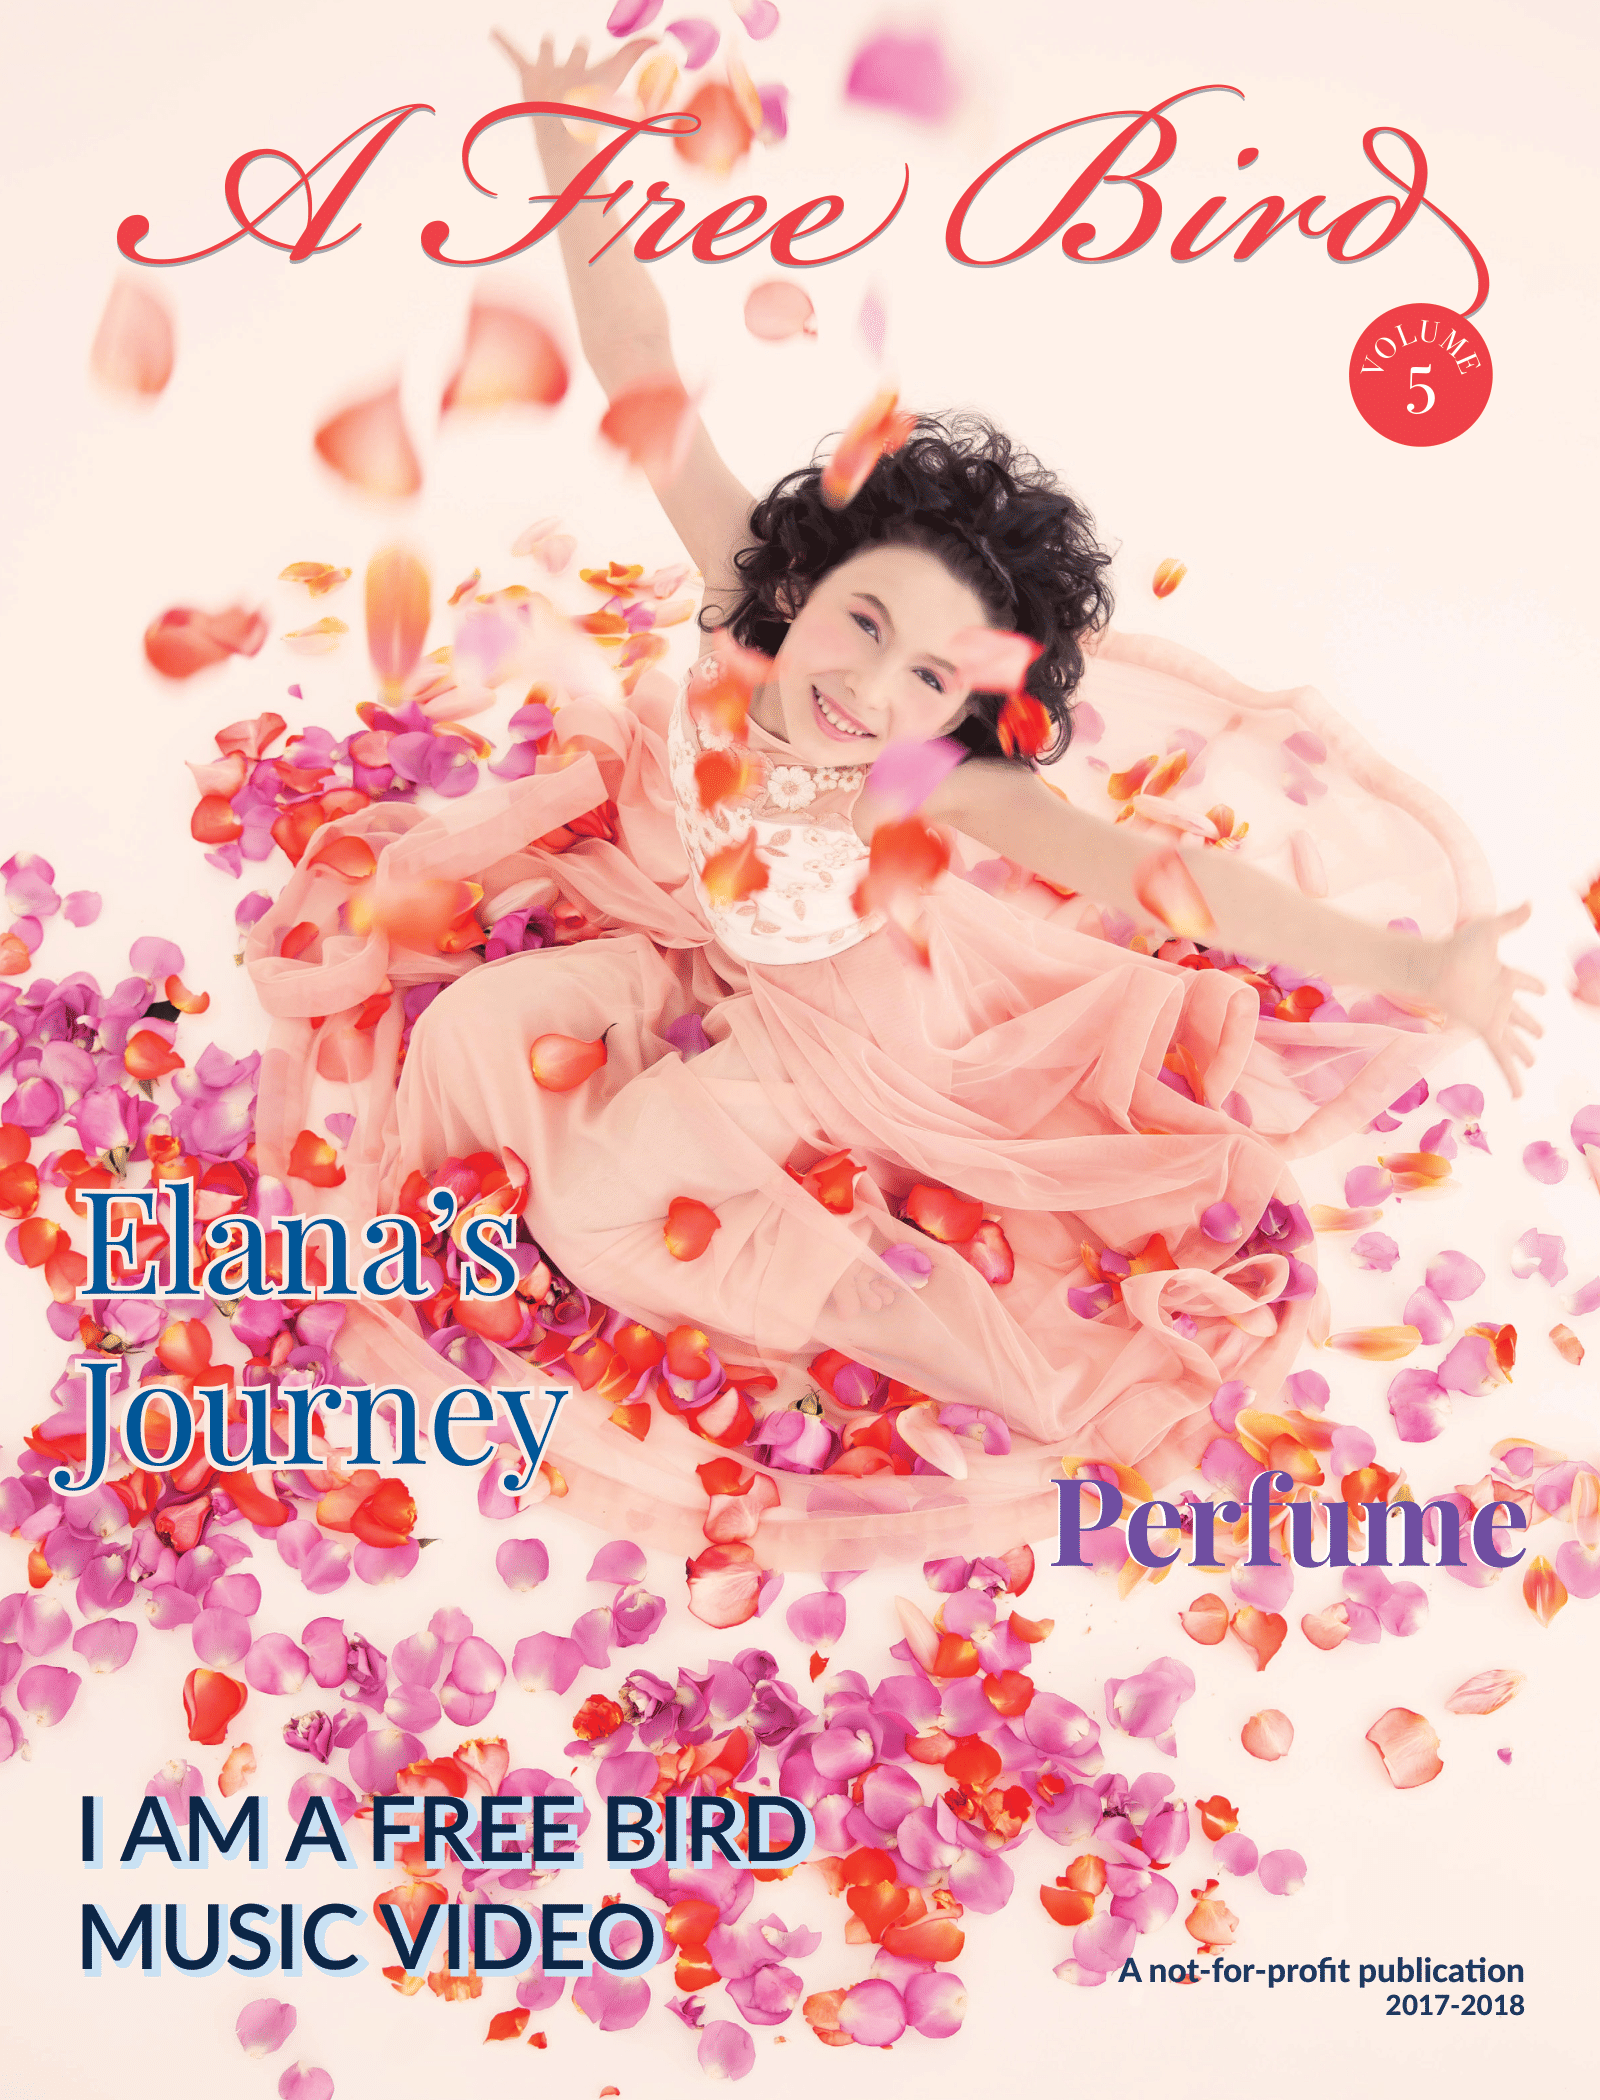 A Free Bird
VOLUME
5
Elana's
Journey
Perfume
I AM A FREE BIRD
MUSIC VIDEO
A not-for-profit publication
2017-2018